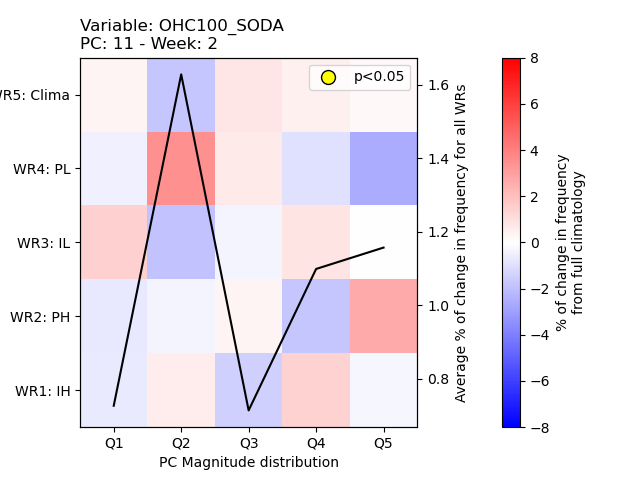 Variable: OHC100_SODA
PC: 11 - Week: 2
p<0.05
WR5: Clima
WR4: PL
WR3: IL
WR2: PH
WR1: IH
Q1 Q2 Q3 Q4 Q5
PC Magnitude distribution
1.6
1.4
1.2
1.0
0.8
Average % of change in frequency for all WRs
8
6
4
2
0
−2
−4
−6
−8
% of change in frequency
from full climatology